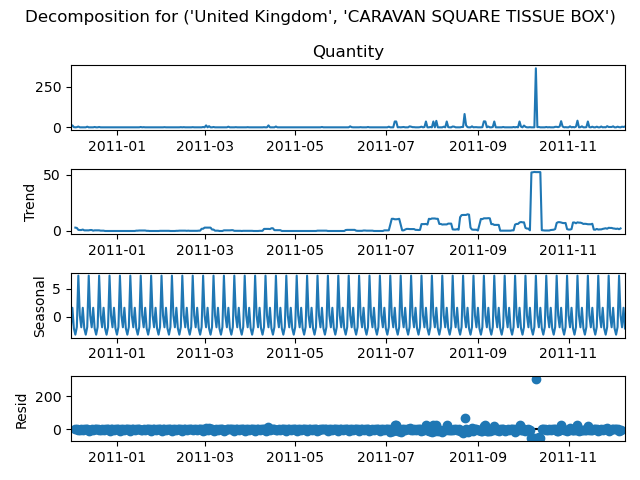 Decomposition for ('United Kingdom', 'CARAVAN SQUARE TISSUE BOX')
Quantity
250
0
2011-01 2011-03 2011-05 2011-07 2011-09 2011-11
50
0
Trend
2011-01 2011-03 2011-05 2011-07 2011-09 2011-11
5
0
Seasonal
2011-01 2011-03 2011-05 2011-07 2011-09 2011-11
200
0
Resid
2011-01 2011-03 2011-05 2011-07 2011-09 2011-11